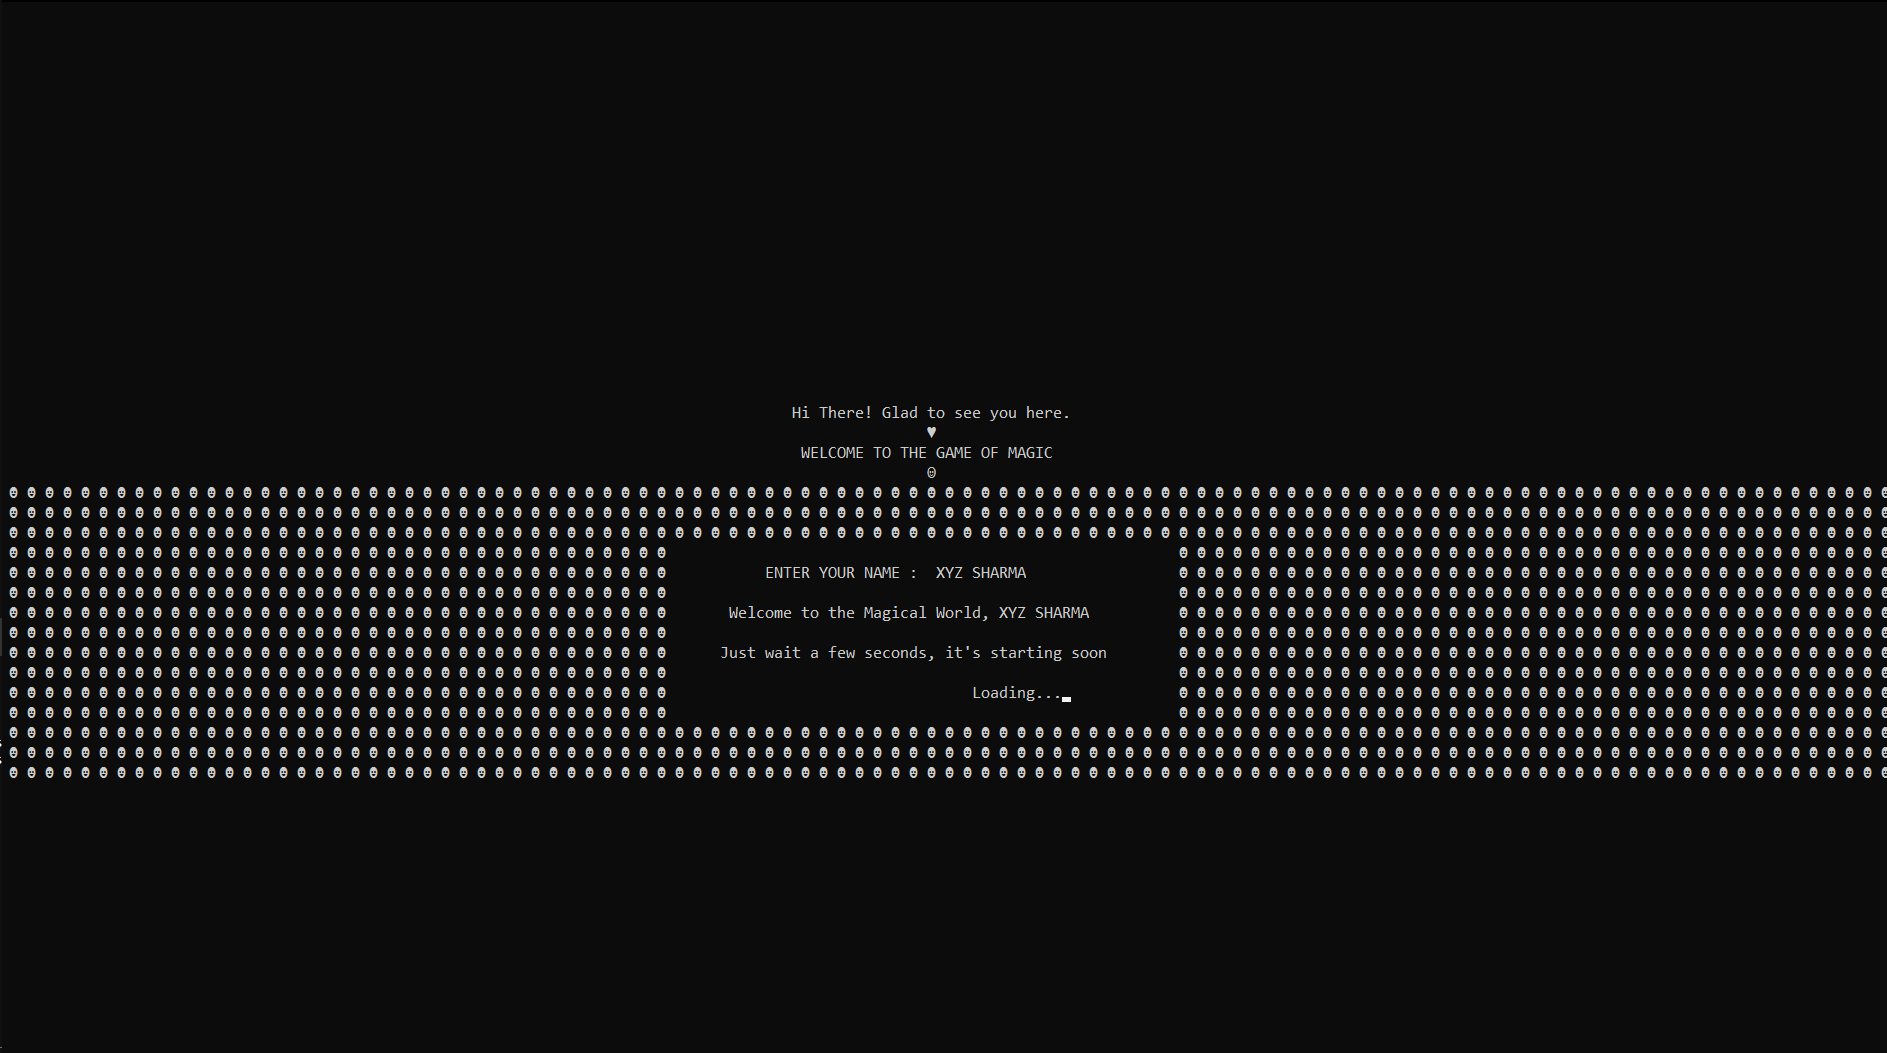 Hi There! Glad to see you here.
♥
WELCOME TO THE GAME OF MAGIC
ENTER YOUR NAME :  XYZ SHARMA
Welcome to the Magical World, XYZ SHARMA
Just wait a few seconds, it's starting soon
Loading...